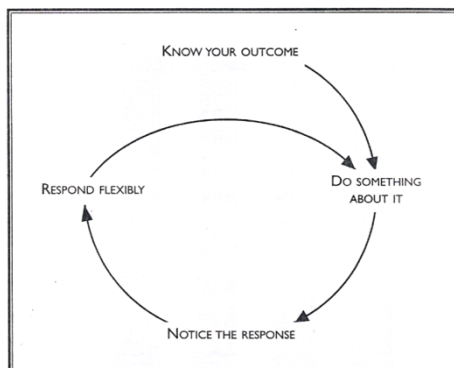 KNOW YOUR OUTCOME
RESPOND FLEXIBLY
DO SOMETHING
ABOUT IT
NOTICE THE RESPONSE